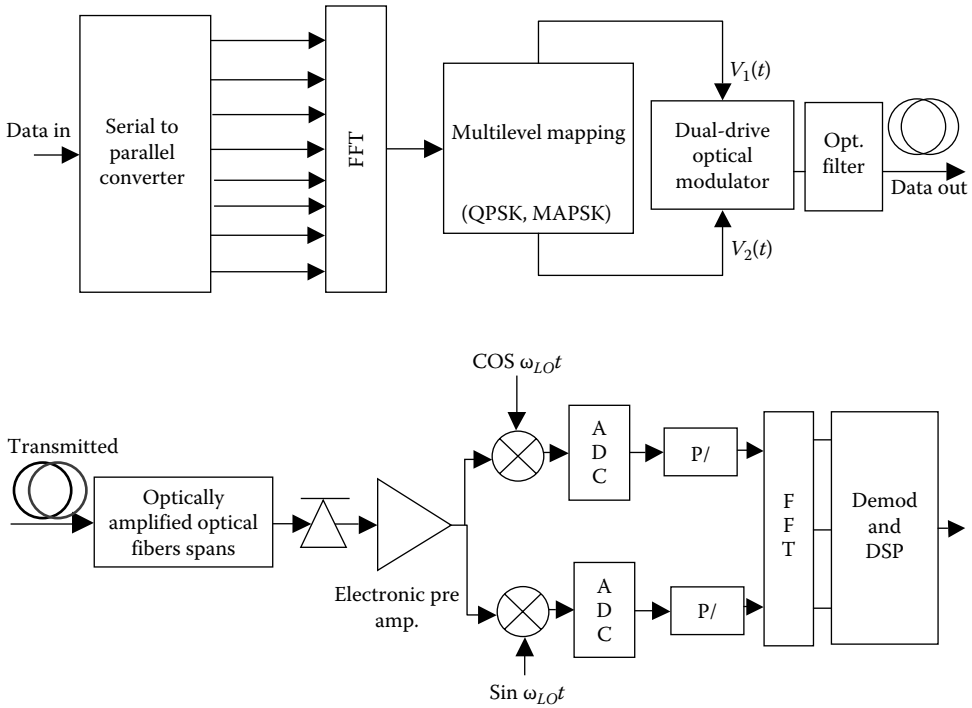 Data in
Serial to
parallel
converter
FFT
Multilevel mapping
(QPSK, MAPSK)
V1(t)
V2(t)
Dual-drive
optical
modulator
Opt.
filter
Data out
COS ωLOt
Transmitted
Optically
amplified optical
fibers spans
Electronic pre
amp.
A
D
C
P/
A
D
C
P/
Sin ωLOt
F
F
T
Demod
and
DSP